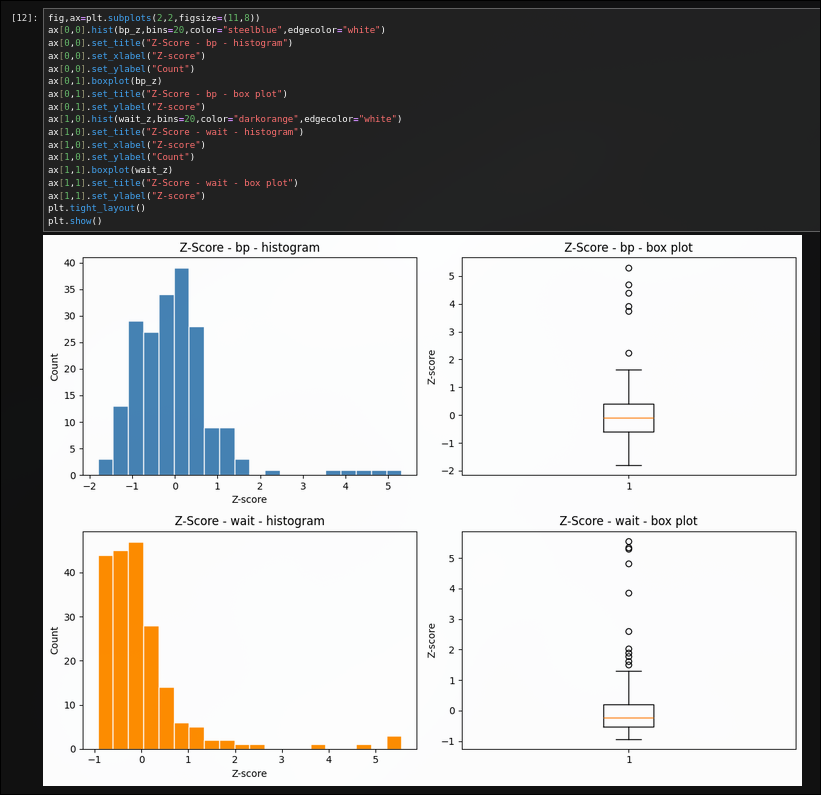 [12]: fig,ax=plt.subplots(2,2,figsize=(11,8))
ax[0,0].hist(bp_z,bins=20,color="steelblue",edgecolor="white")
ax[0,0].set_title("Z-Score - bp - histogram")
ax[0,0].set_xlabel("Z-score")
ax[0,0].set_ylabel("Count")
ax[0,1].boxplot(bp_z)
ax[0,1].set_title("Z-Score - bp - box plot")
ax[0,1].set_ylabel("Z-score")
ax[1,0].hist(wait_z,bins=20,color="darkorange",edgecolor="white")
ax[1,0].set_title("Z-Score - wait - histogram")
ax[1,0].set_xlabel("Z-score")
ax[1,0].set_ylabel("Count")
ax[1,1].boxplot(wait_z)
ax[1,1].set_title("Z-Score - wait - box plot")
ax[1,1].set_ylabel("Z-score")
plt.tight_layout()
plt.show()
Z-Score - bp - histogram
40
35
30
25
20
15
10
5
0
Count
−2 −1 0 1 2 3 4 5
Z-score
Z-Score - bp - box plot
5
4
3
2
1
0
−1
−2
Z-score
1
Z-Score - wait - histogram
40
30
20
10
0
Count
−1 0 1 2 3 4 5
Z-score
Z-Score - wait - box plot
5
4
3
2
1
0
−1
Z-score
1